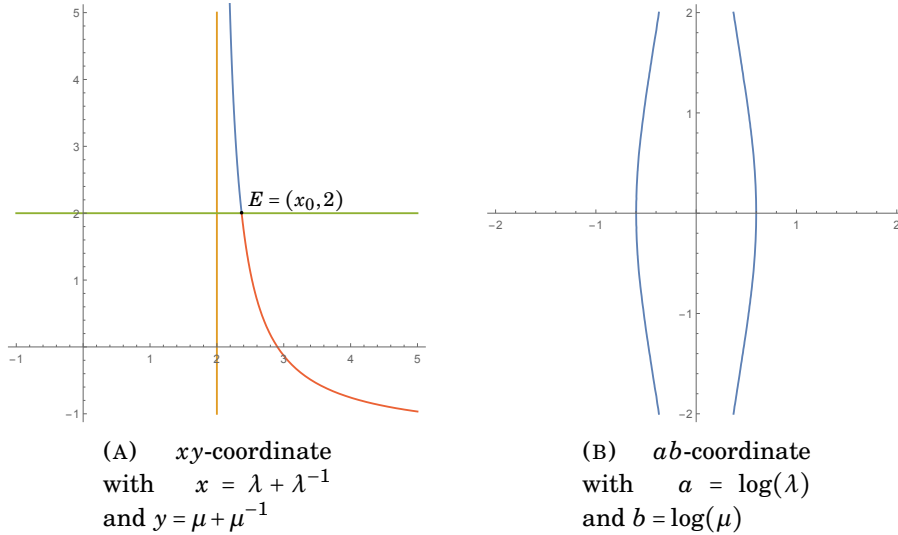 5
4
3
E = (x₀, 2)
2
1
-1 1 2 3 4 5
-1
2
1
-2 -1 1 2
-1
-2
(A) xy-coordinate
with x = λ + λ⁻¹
and y = μ + μ⁻¹
(B) ab-coordinate
with a = log(λ)
and b = log(μ)